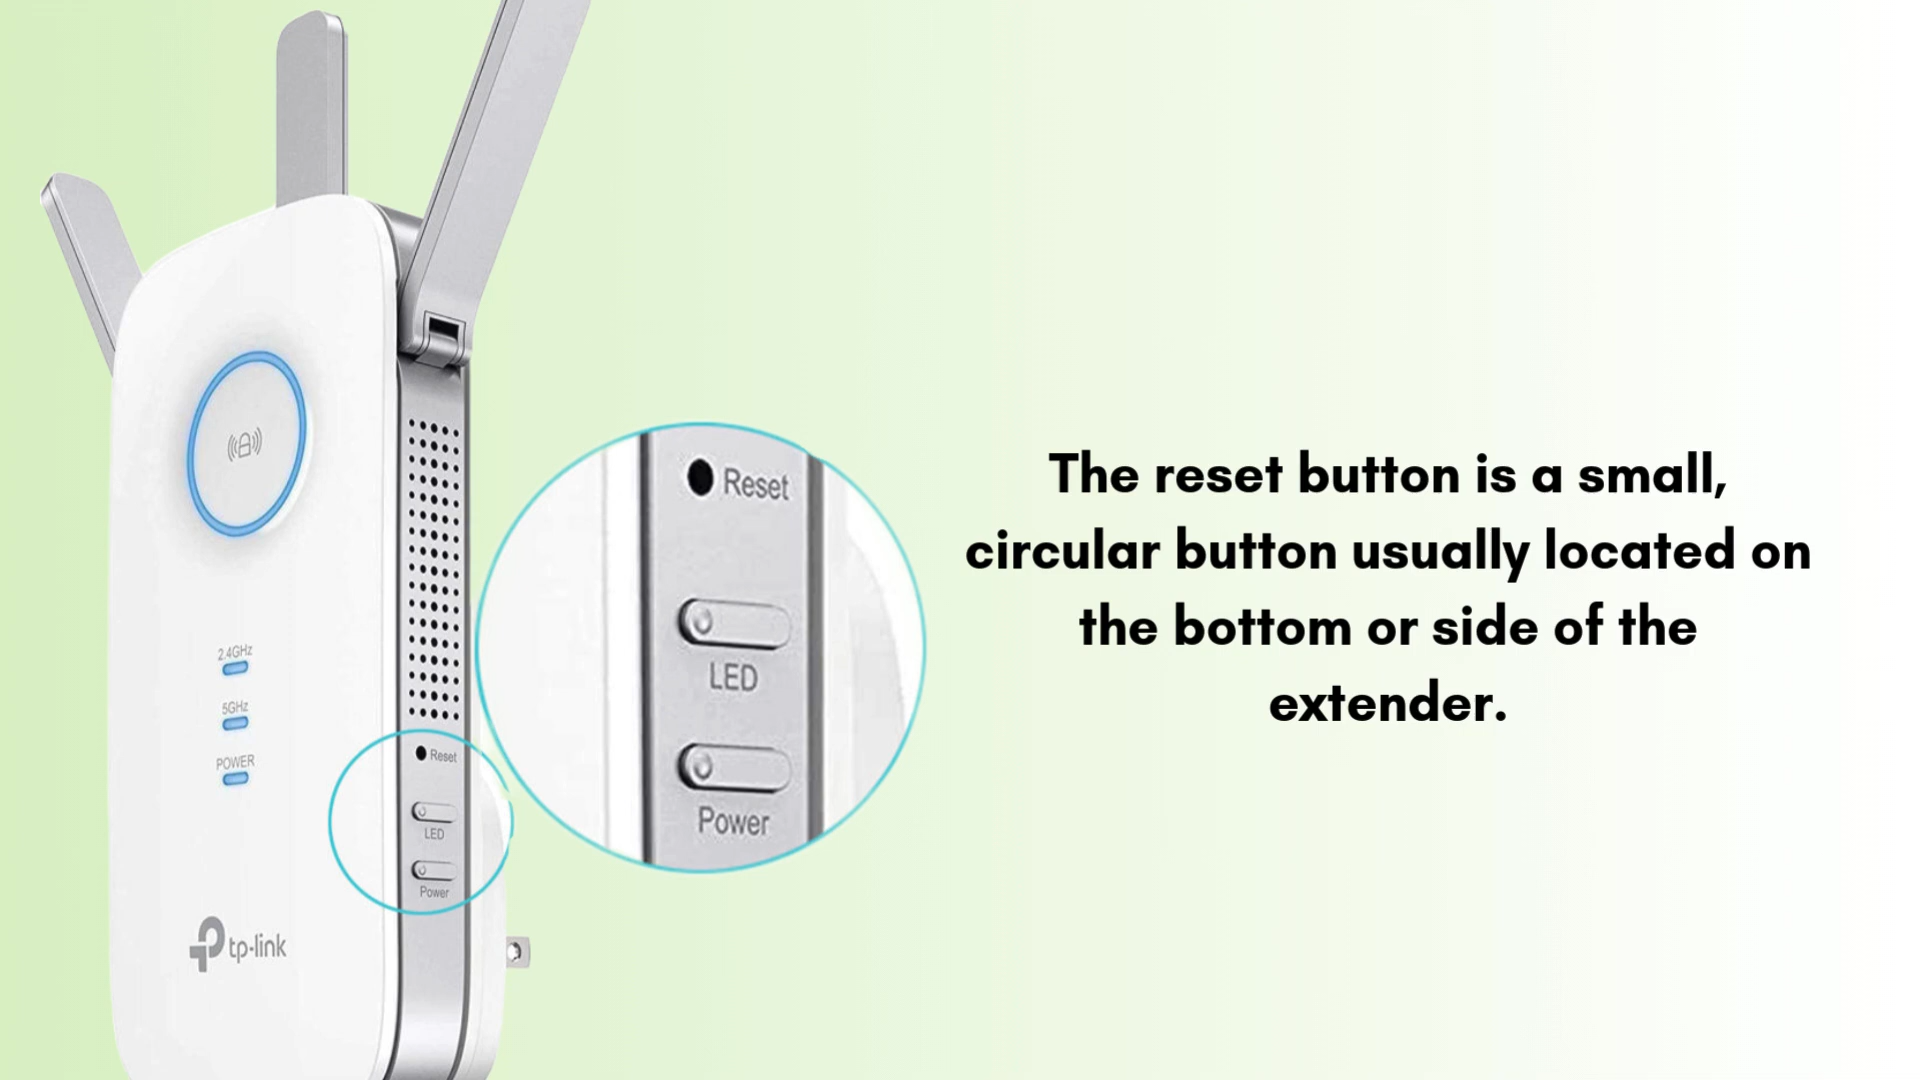 2.4GHz
5GHz
POWER
Reset
LED
Power
tp-link
Reset
LED
Power
The reset button is a small,
circular button usually located on
the bottom or side of the
extender.